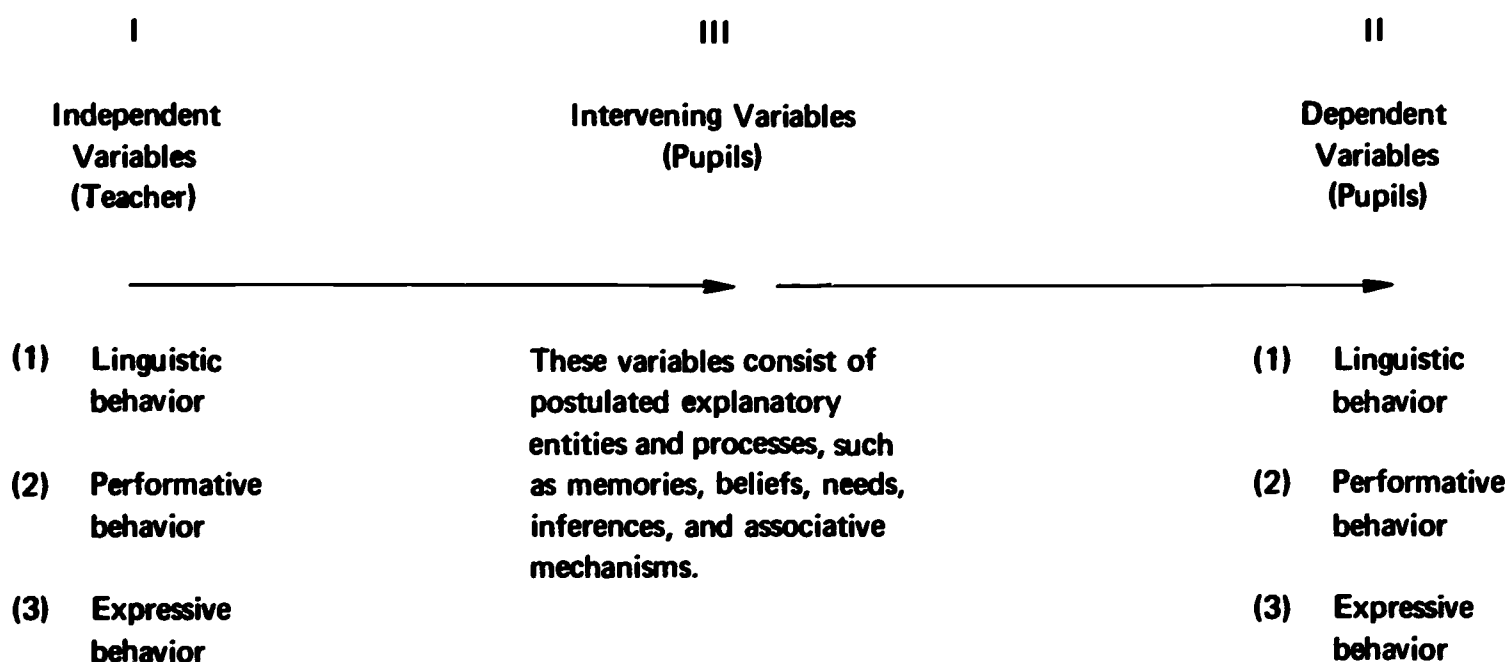 I
III
II
Independent
Variables
(Teacher)
Intervening Variables
(Pupils)
Dependent
Variables
(Pupils)
(1) Linguistic
behavior
(2) Performative
behavior
(3) Expressive
behavior
These variables consist of
postulated explanatory
entities and processes, such
as memories, beliefs, needs,
inferences, and associative
mechanisms.
(1) Linguistic
behavior
(2) Performative
behavior
(3) Expressive
behavior